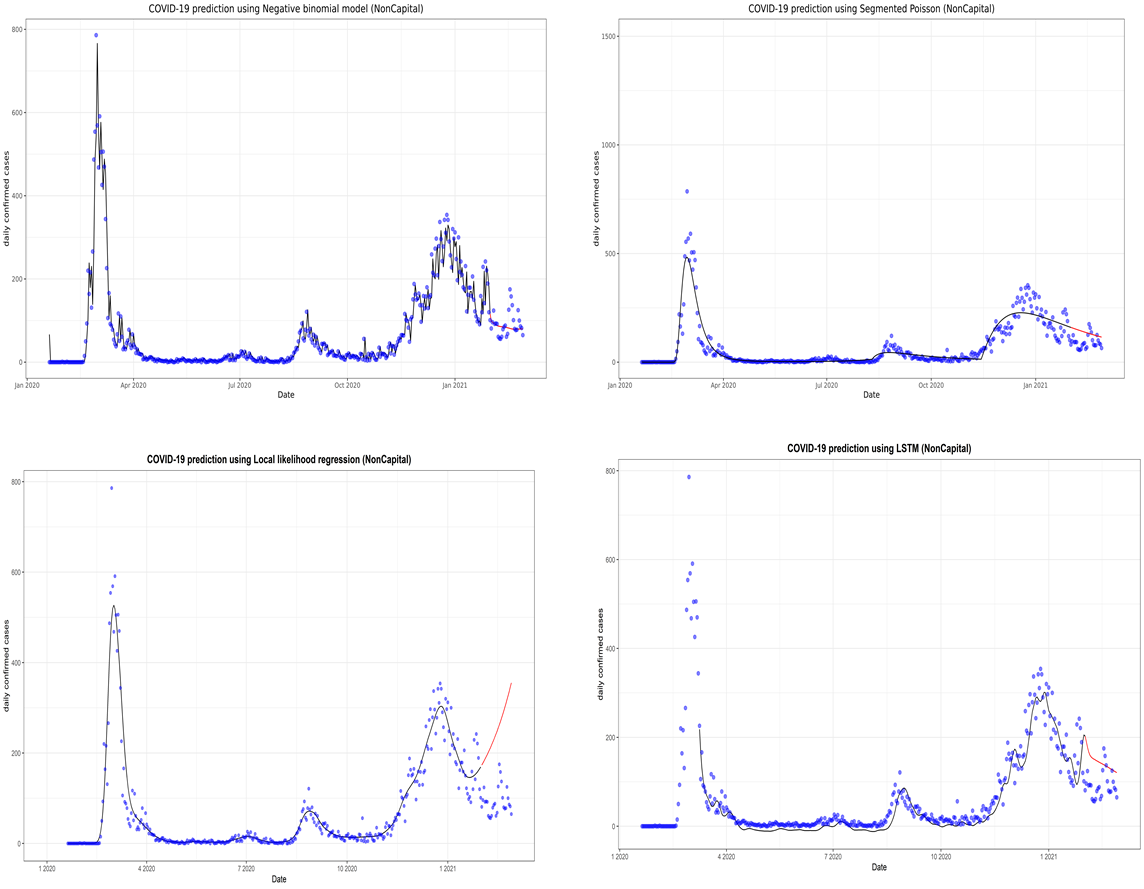 COVID-19 prediction using Negative binomial model (NonCapital)
800
600
400
200
0
daily confirmed cases
Jan 2020 Apr 2020 Jul 2020 Oct 2020 Jan 2021
Date
COVID-19 prediction using Segmented Poisson (NonCapital)
1500
1000
500
0
daily confirmed cases
Jan 2020 Apr 2020 Jul 2020 Oct 2020 Jan 2021
Date
COVID-19 prediction using Local likelihood regression (NonCapital)
800
600
400
200
0
daily confirmed cases
1 2020 4 2020 7 2020 10 2020 1 2021
Date
COVID-19 prediction using LSTM (NonCapital)
800
600
400
200
0
daily confirmed cases
1 2020 4 2020 7 2020 10 2020 1 2021
Date